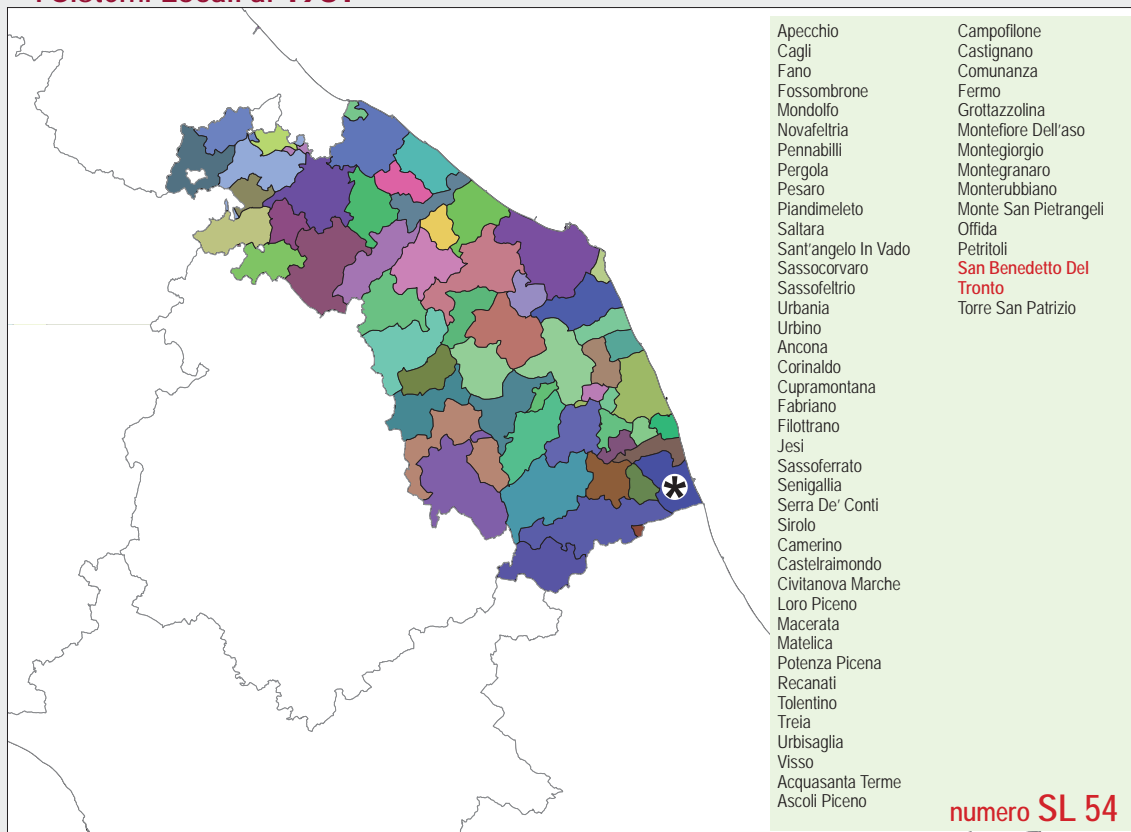 i Sistemi Locali al 1981
Apecchio
Cagli
Fano
Fossombrone
Mondolfo
Novafeltria
Pennabilli
Pergola
Pesaro
Piandimeleto
Saltara
Sant'angelo In Vado
Sassocorvaro
Sassofeltrio
Urbania
Urbino
Ancona
Corinaldo
Cupramontana
Fabriano
Filottrano
Jesi
Sassoferrato
Senigallia
Serra De' Conti
Sirolo
Camerino
Castelraimondo
Civitanova Marche
Loro Piceno
Macerata
Matelica
Potenza Picena
Recanati
Tolentino
Treia
Urbisaglia
Visso
Acquasanta Terme
Ascoli Piceno
Campofilone
Castignano
Comunanza
Fermo
Grottazzolina
Montefiore Dell'aso
Montegiorgio
Montegranaro
Monterubbiano
Monte San Pietrangeli
Offida
Petritoli
San Benedetto Del
Tronto
Torre San Patrizio
numero SL 54